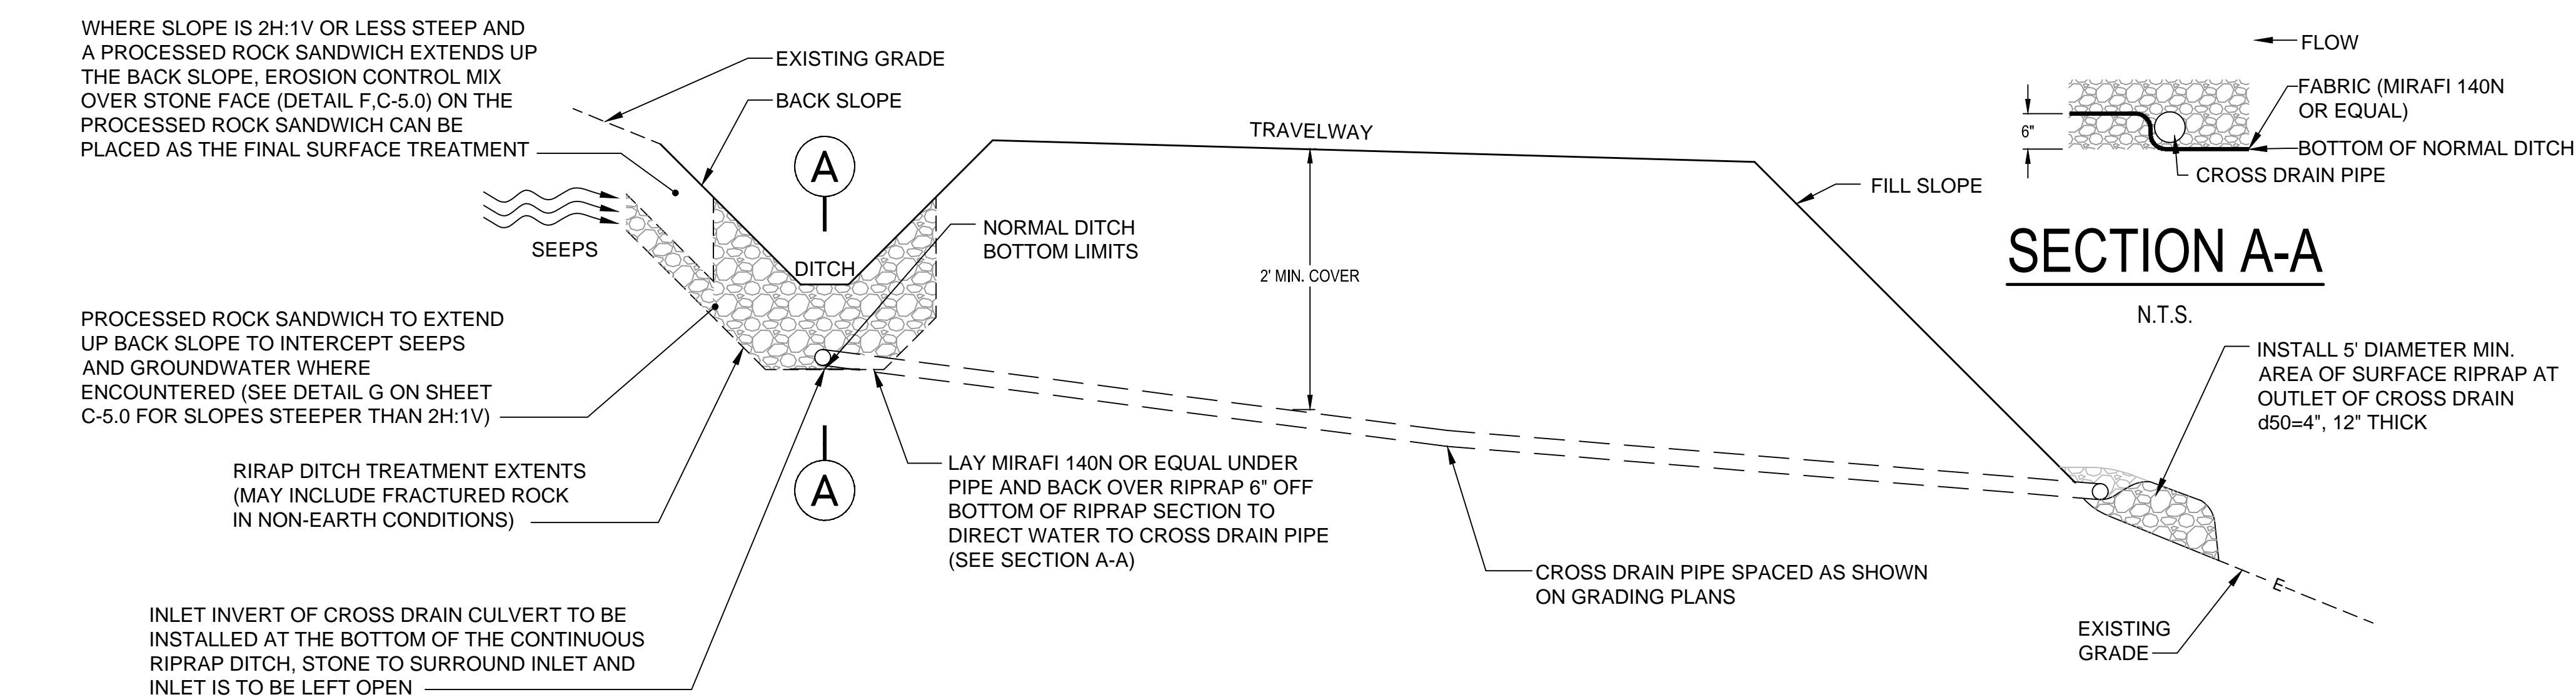 WHERE SLOPE IS 2H:1V OR LESS STEEP AND
A PROCESSED ROCK SANDWICH EXTENDS UP
THE BACK SLOPE, EROSION CONTROL MIX
OVER STONE FACE (DETAIL F,C-5.0) ON THE
PROCESSED ROCK SANDWICH CAN BE
PLACED AS THE FINAL SURFACE TREATMENT
EXISTING GRADE
BACK SLOPE
A
TRAVELWAY
SEEPS
DITCH
NORMAL DITCH
BOTTOM LIMITS
2' MIN. COVER
FILL SLOPE
FLOW
FABRIC (MIRAFI 140N
OR EQUAL)
6"
BOTTOM OF NORMAL DITCH
CROSS DRAIN PIPE
SECTION A-A
N.T.S.
PROCESSED ROCK SANDWICH TO EXTEND
UP BACK SLOPE TO INTERCEPT SEEPS
AND GROUNDWATER WHERE
ENCOUNTERED (SEE DETAIL G ON SHEET
C-5.0 FOR SLOPES STEEPER THAN 2H:1V)
INSTALL 5' DIAMETER MIN.
AREA OF SURFACE RIPRAP AT
OUTLET OF CROSS DRAIN
d50=4", 12" THICK
RIRAP DITCH TREATMENT EXTENTS
(MAY INCLUDE FRACTURED ROCK
IN NON-EARTH CONDITIONS)
A
LAY MIRAFI 140N OR EQUAL UNDER
PIPE AND BACK OVER RIPRAP 6" OFF
BOTTOM OF RIPRAP SECTION TO
DIRECT WATER TO CROSS DRAIN PIPE
(SEE SECTION A-A)
CROSS DRAIN PIPE SPACED AS SHOWN
ON GRADING PLANS
E
EXISTING
GRADE
INLET INVERT OF CROSS DRAIN CULVERT TO BE
INSTALLED AT THE BOTTOM OF THE CONTINUOUS
RIPRAP DITCH, STONE TO SURROUND INLET AND
INLET IS TO BE LEFT OPEN